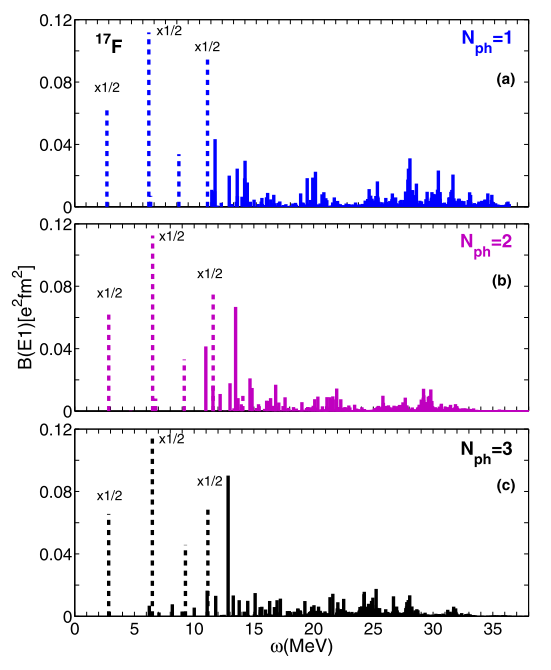 0.12
¹⁷F
x1/2
x1/2
x1/2
N_ph=1
(a)
0.08
0.04
0
0.12
x1/2
x1/2
x1/2
N_ph=2
(b)
0.08
0.04
0
B(E1)[e²fm²]
0.12
x1/2
x1/2
x1/2
N_ph=3
(c)
0.08
0.04
0
0 5 10 15 20 25 30 35
ω(MeV)